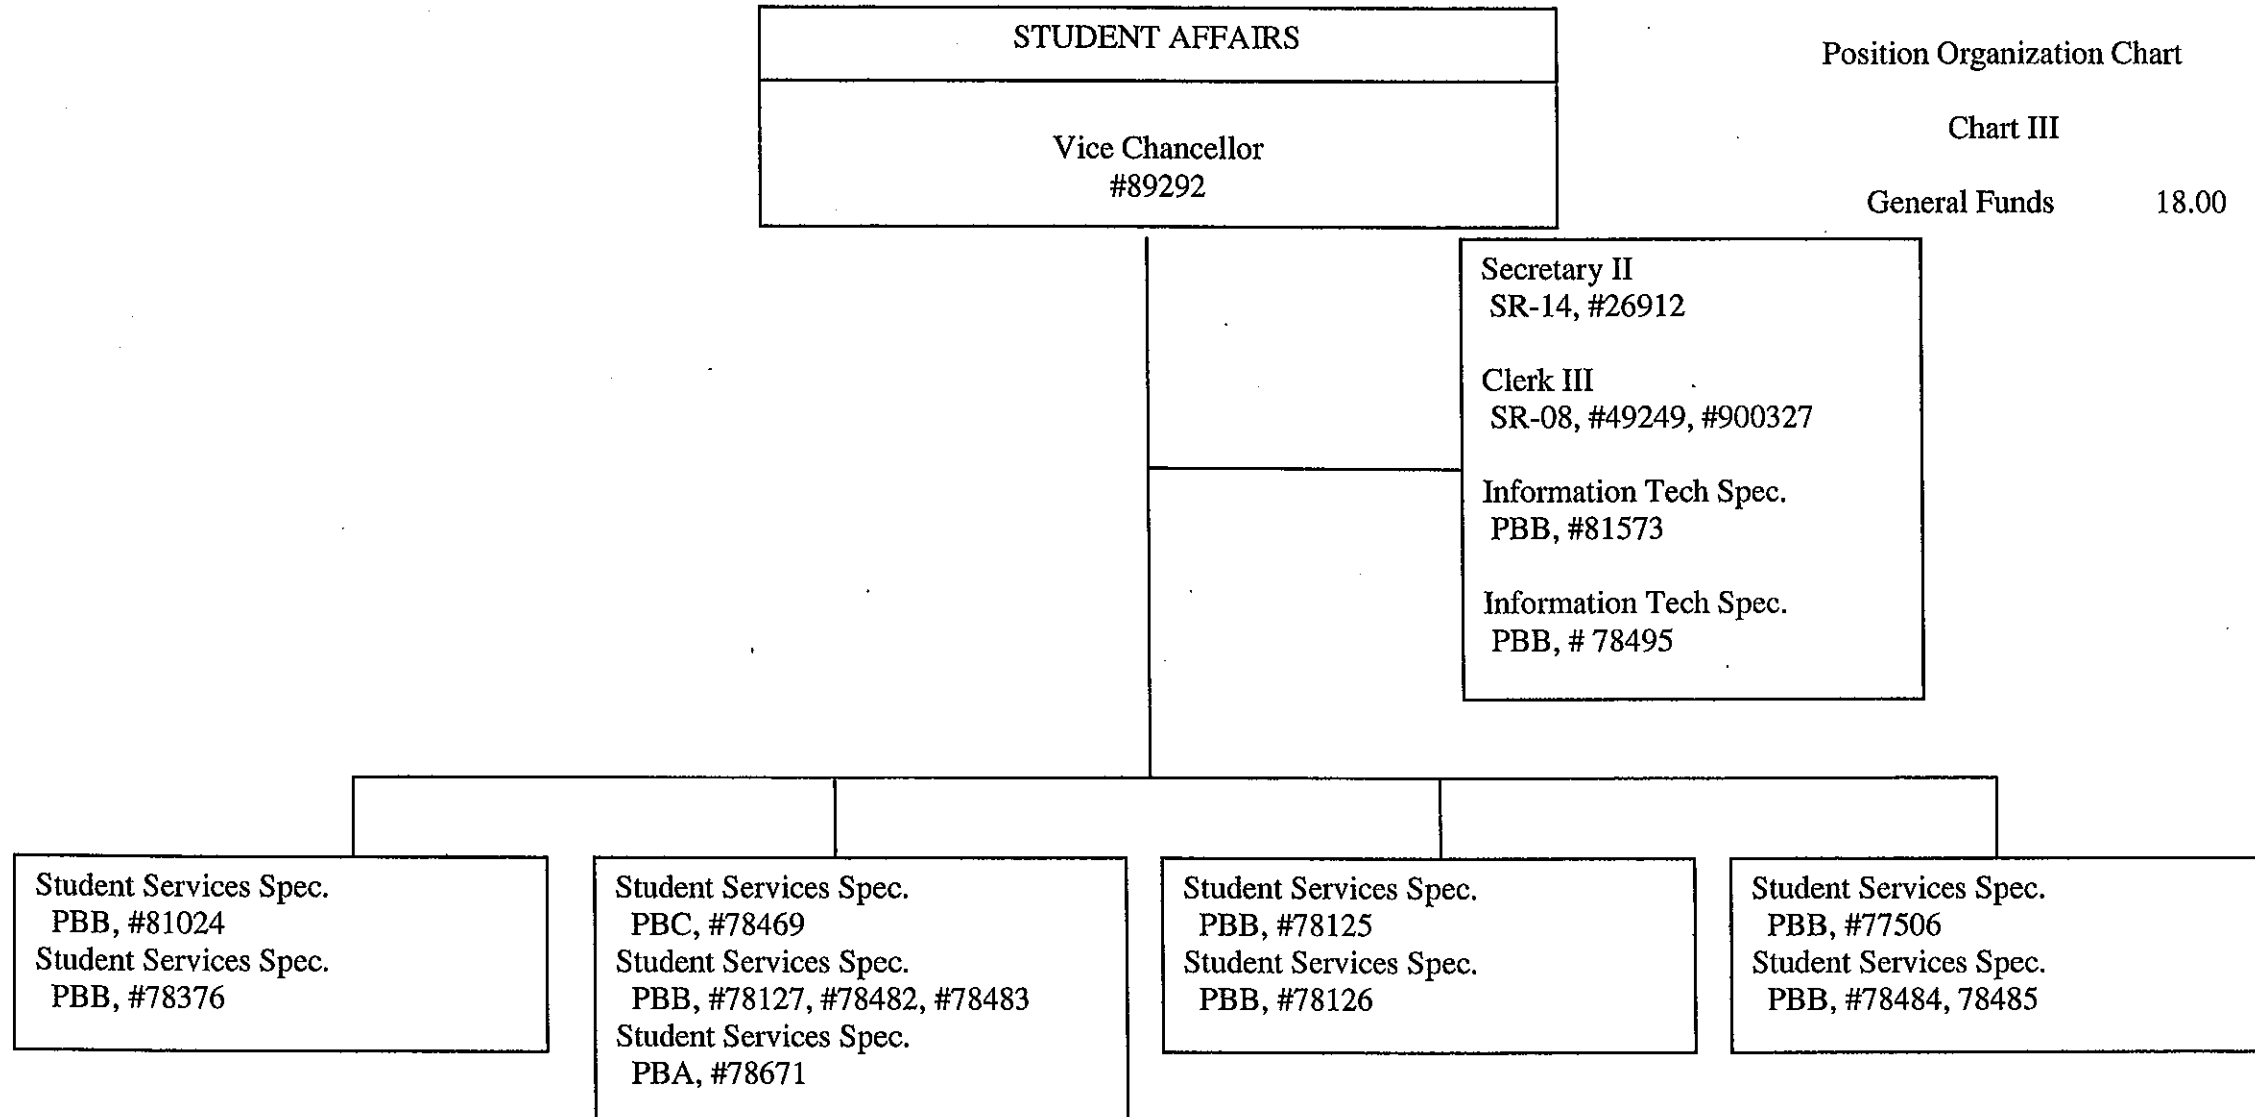 STUDENT AFFAIRS
Vice Chancellor
#89292
Position Organization Chart
Chart III
General Funds 18.00
Secretary II
SR-14, #26912
Clerk III
SR-08, #49249, #900327
Information Tech Spec.
PBB, #81573
Information Tech Spec.
PBB, # 78495
Student Services Spec.
PBB, #81024
Student Services Spec.
PBB, #78376
Student Services Spec.
PBC, #78469
Student Services Spec.
PBB, #78127, #78482, #78483
Student Services Spec.
PBA, #78671
Student Services Spec.
PBB, #78125
Student Services Spec.
PBB, #78126
Student Services Spec.
PBB, #77506
Student Services Spec.
PBB, #78484, 78485